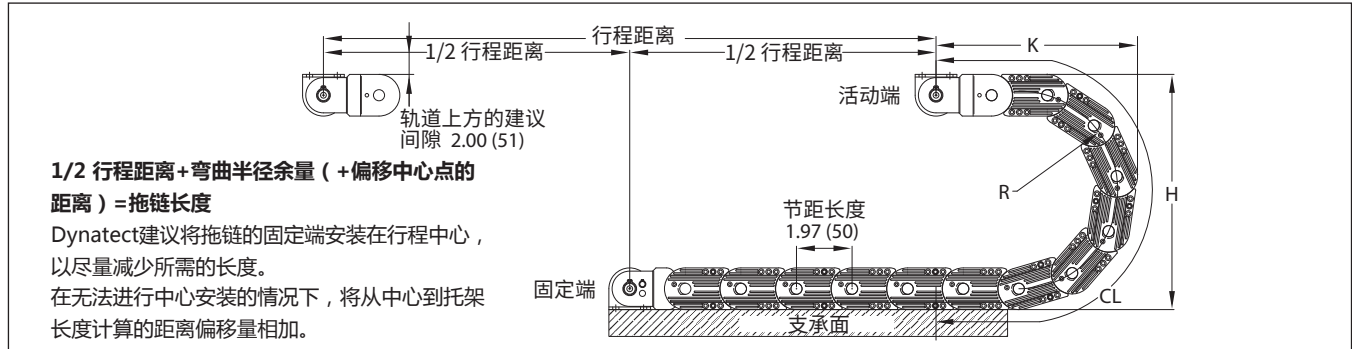 行程距离
1/2 行程距离
1/2 行程距离
K
活动端
轨道上方的建议
间隙 2.00 (51)
1/2 行程距离+弯曲半径余量（+偏移中心点的
距离）=拖链长度
Dynatect建议将拖链的固定端安装在行程中心，
以尽量减少所需的长度。
在无法进行中心安装的情况下，将从中心到托架
长度计算的距离偏移量相加。
R
H
节距长度
1.97 (50)
固定端
CL
支承面